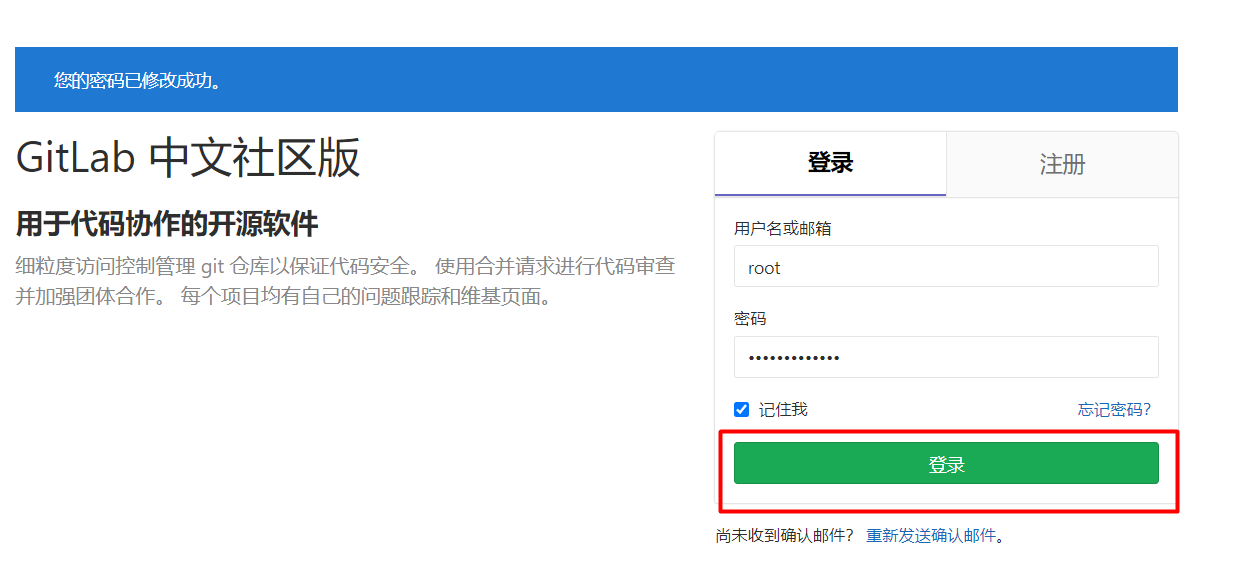 您的密码已修改成功。
GitLab 中文社区版
用于代码协作的开源软件
细粒度访问控制管理 git 仓库以保证代码安全。 使用合并请求进行代码审查
并加强团体合作。 每个项目均有自己的问题跟踪和维基页面。
登录
注册
用户名或邮箱
root
密码
•••••••••••••
记住我
忘记密码?
登录
尚未收到确认邮件? 重新发送确认邮件。